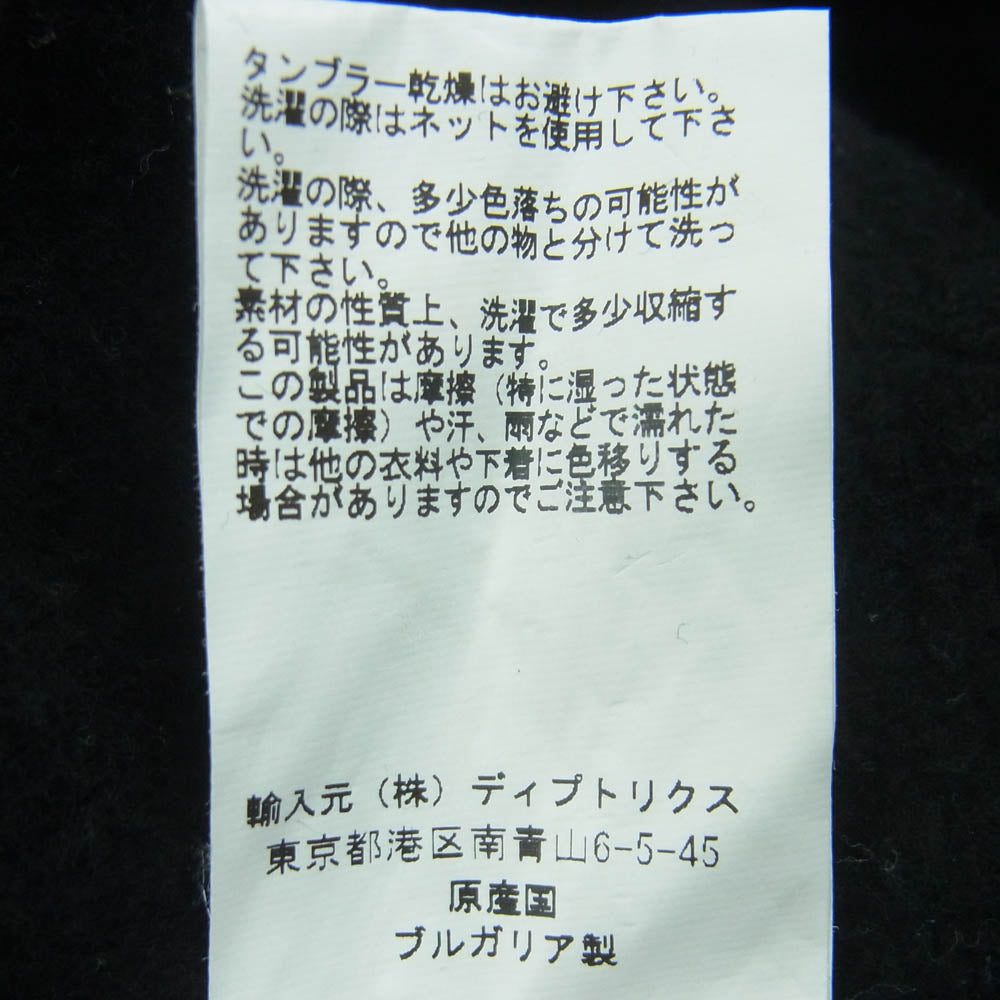 タンブラー乾燥はお避け下さい。
洗濯の際はネットを使用して下さ
い。
洗濯の際、多少色落ちの可能性が
ありますので他の物と分けて洗っ
て下さい。
素材の性質上、洗濯で多少収縮す
る可能性があります。
この製品は摩擦（特に湿った状態
での摩擦）や汗、雨などで濡れた
時は他の衣料や下着に色移りする
場合がありますのでご注意下さい。
輸入元（株）ディプトリクス
東京都港区南青山6-5-45
原産国
ブルガリア製